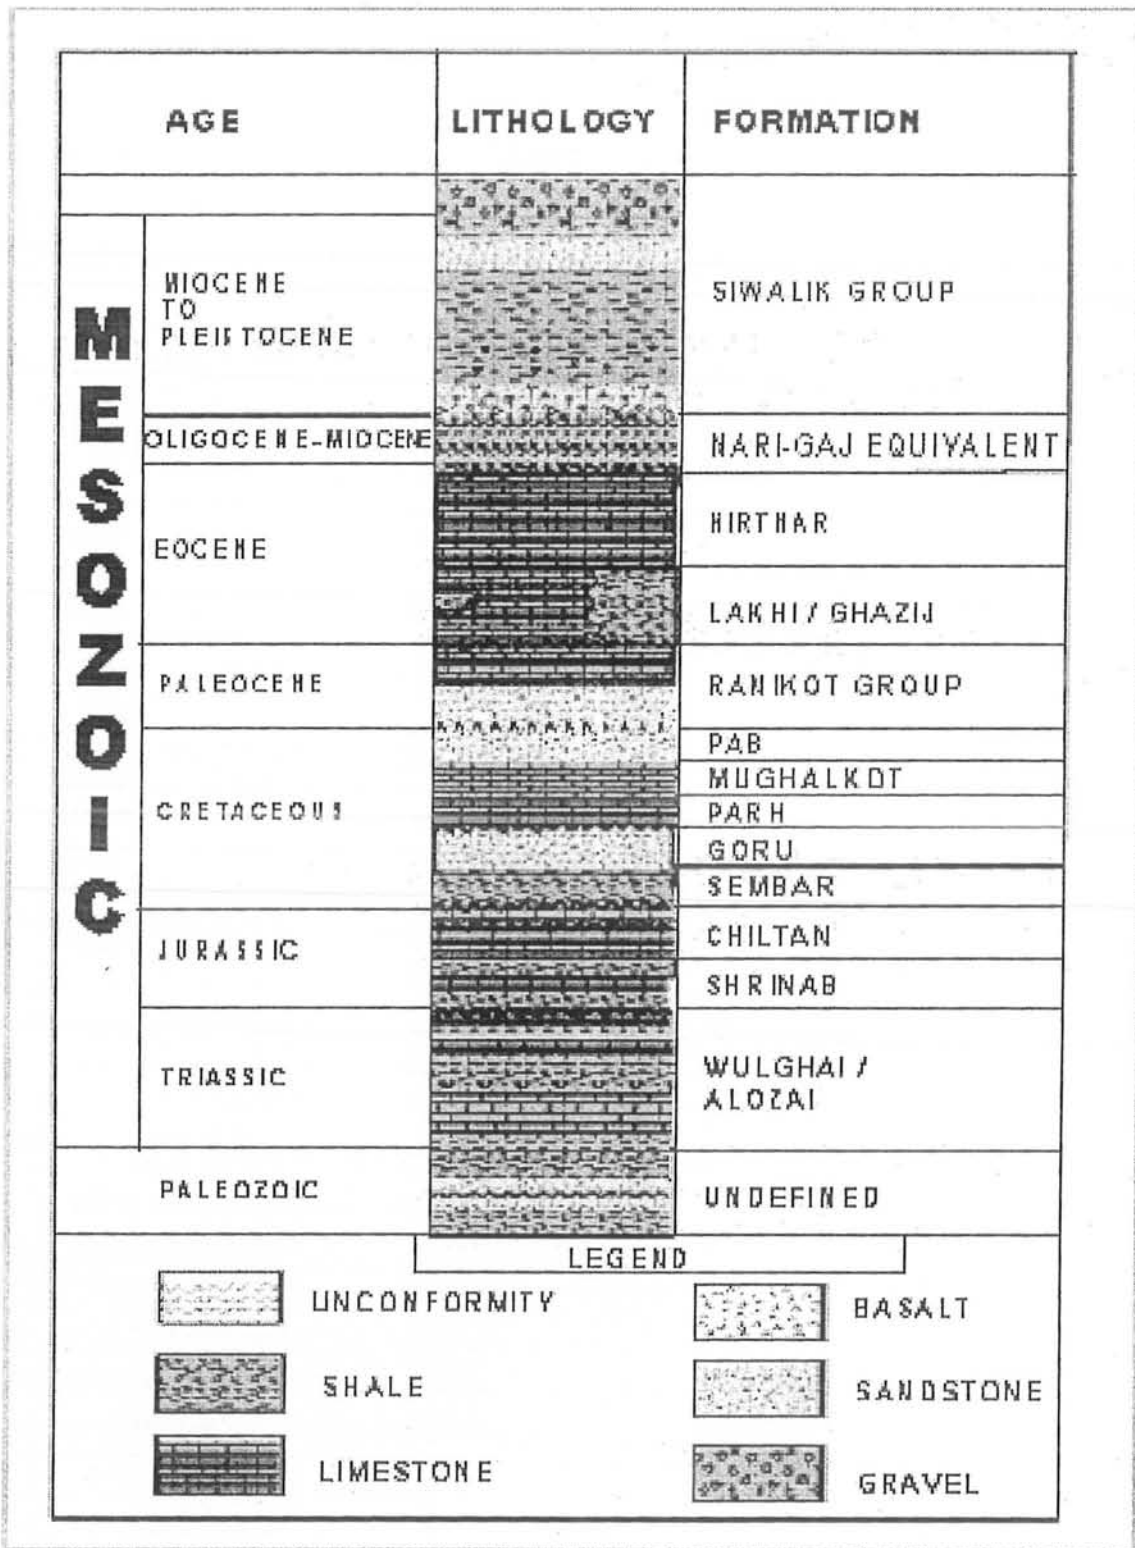 AGE LITHOLOGY FORMATION
MESOZOIC
MIOCENE
TO
PLEISTOCENE
SIWALIK GROUP
OLIGOCENE-MIOCENE
NARI-GAJ EQUIVALENT
EOCENE
HIRTHAR
LAKHI / GHAZIJ
PALEOCENE
RANIKOT GROUP
CRETACEOUS
PAB
MUGHALKOT
PARH
GORU
SEMBAR
JURASSIC
CHILTAN
SHRINAB
TRIASSIC
WULGHAI /
ALOZAI
PALEOZOIC
UNDEFINED
LEGEND
UNCONFORMITY
BASALT
SHALE
SANDSTONE
LIMESTONE
GRAVEL